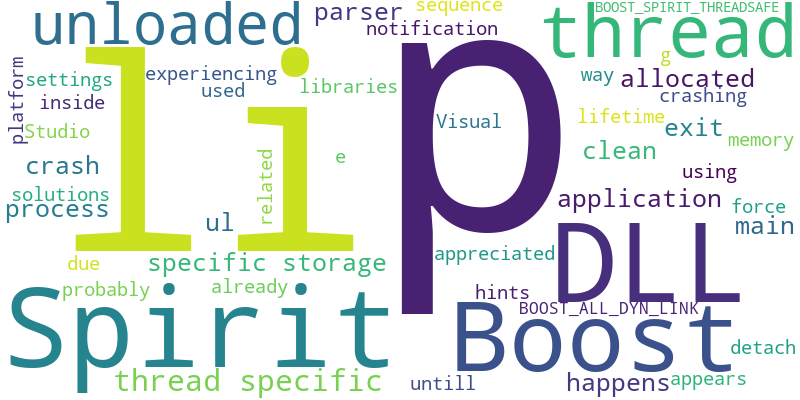 sequence
BOOST_SPIRIT_THREADSAFE
unloaded
parser
notification
thread
li
p
g
platform
settings
experiencing
used
libraries
way
allocated
inside
crashing
Studio
Visual
lifetime
exit
memory
crash
related
e
clean
using
solutions
process
ul
application
force
main
due
specific storage
appreciated
DLL
probably
already
hints
BOOST_ALL_DYN_LINK
Spirit
Boost
detach
thread specific
untill
happens
appears